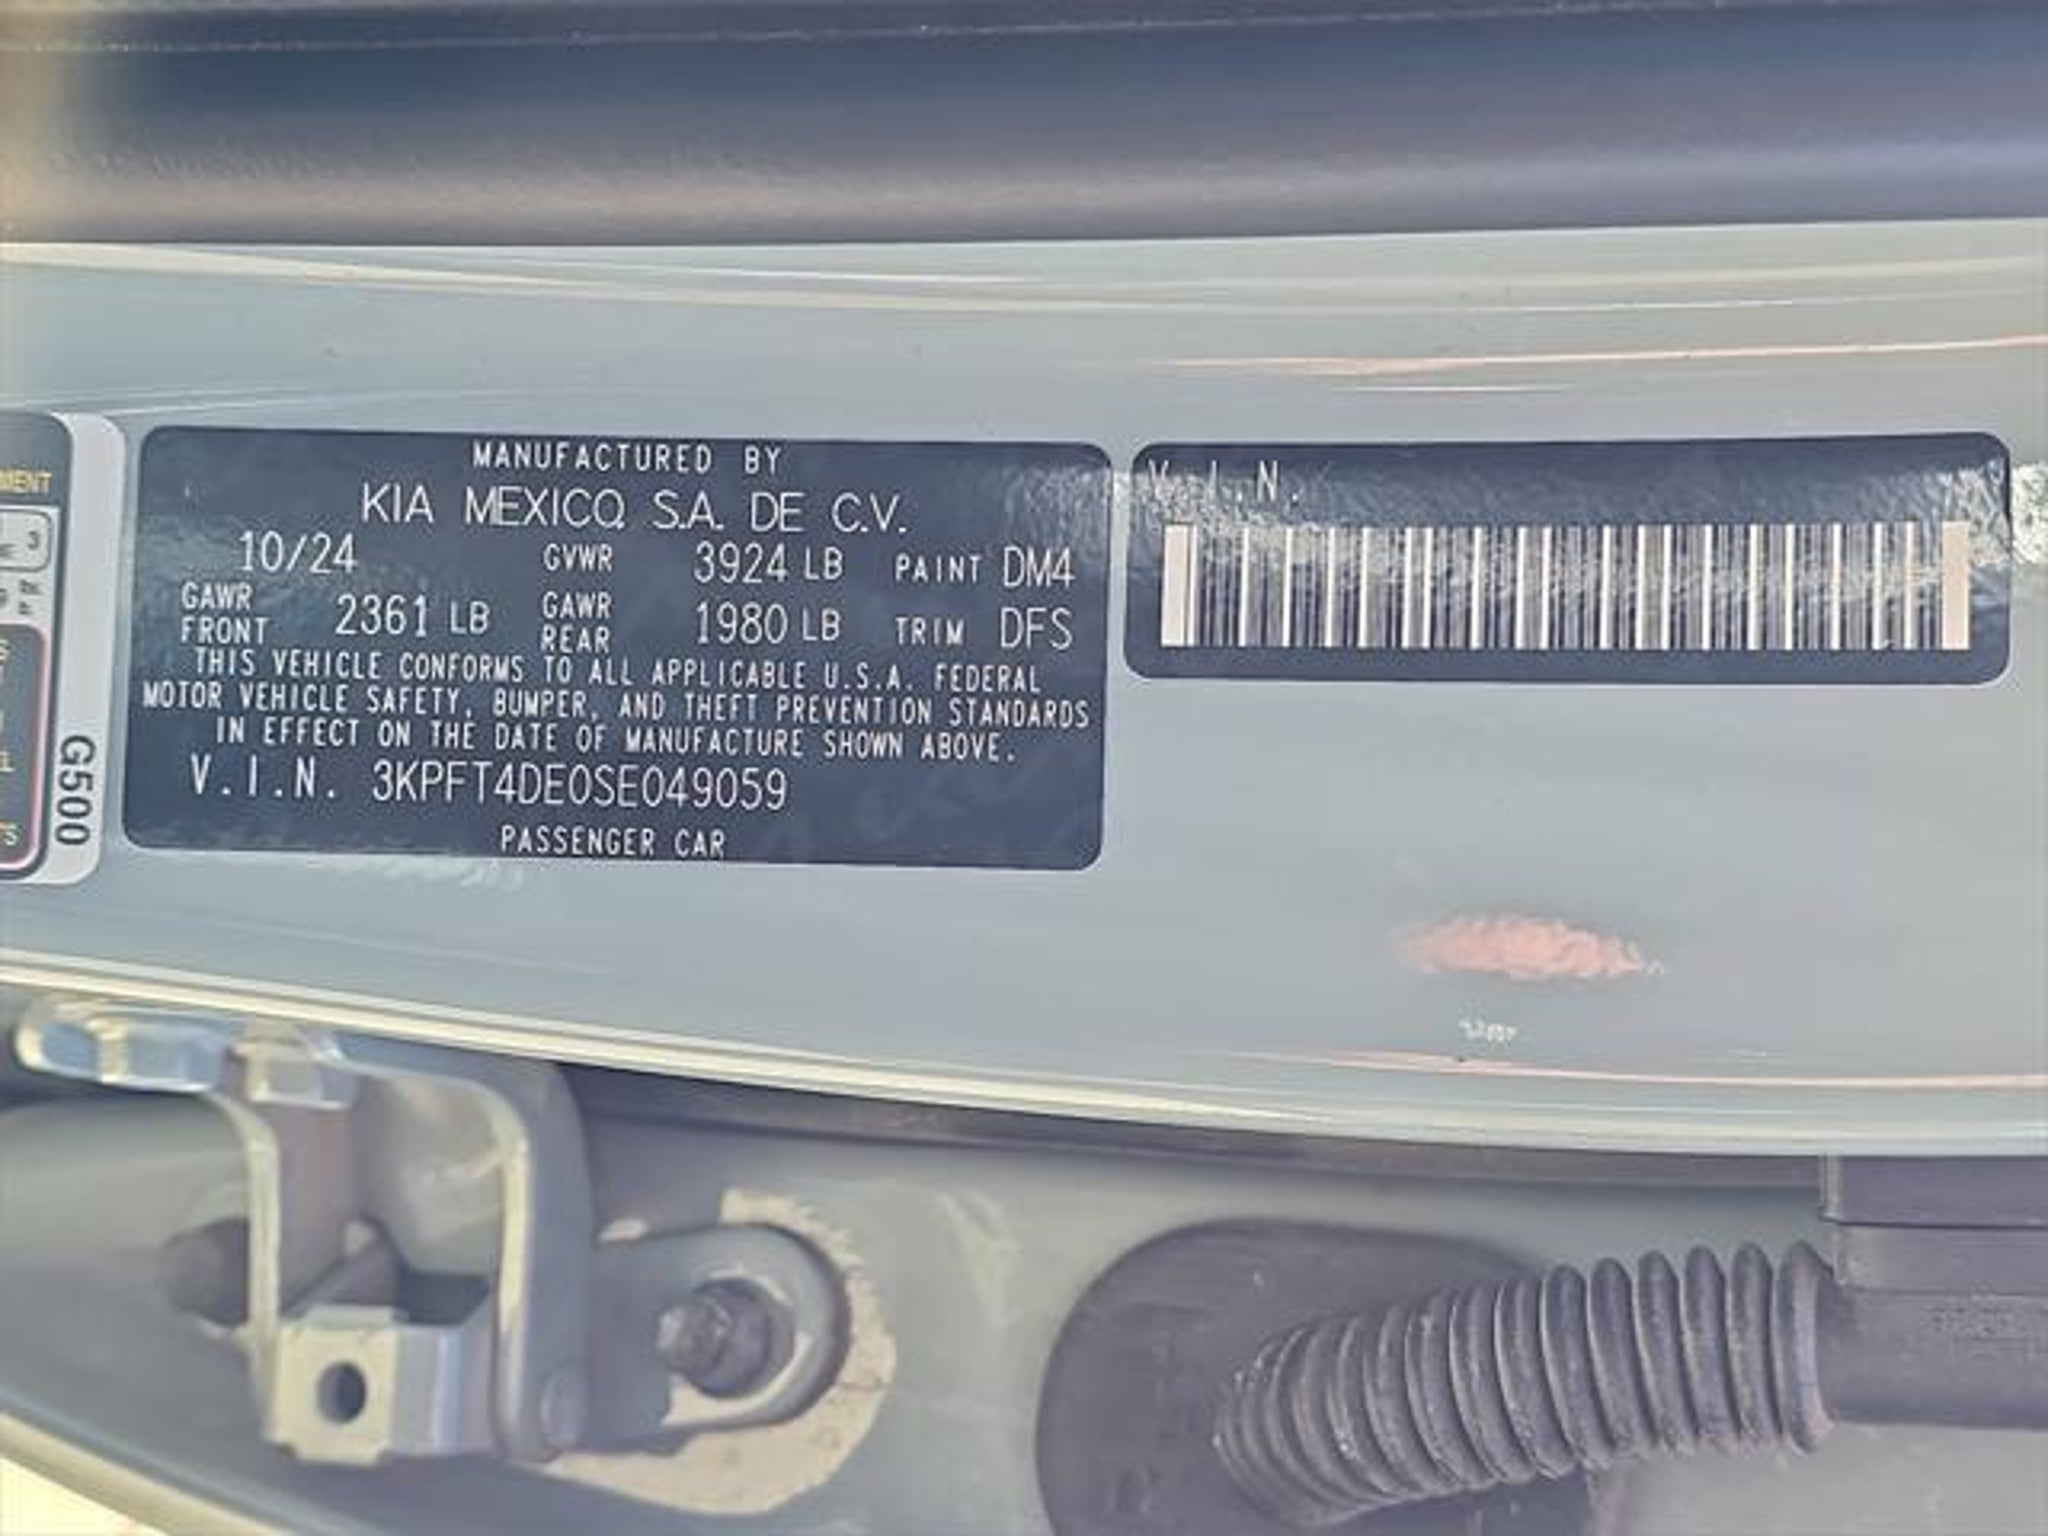 MANUFACTURED BY
KIA MEXICO S.A. DE C.V.
10/24 GVWR 3924 LB PAINT DM4
GAWR FRONT 2361 LB GAWR REAR 1980 LB TRIM DFS
THIS VEHICLE CONFORMS TO ALL APPLICABLE U.S.A. FEDERAL
MOTOR VEHICLE SAFETY, BUMPER, AND THEFT PREVENTION STANDARDS
IN EFFECT ON THE DATE OF MANUFACTURE SHOWN ABOVE.
V.I.N. 3KPFT4DE0SE049059
PASSENGER CAR
V.I.N.
G500